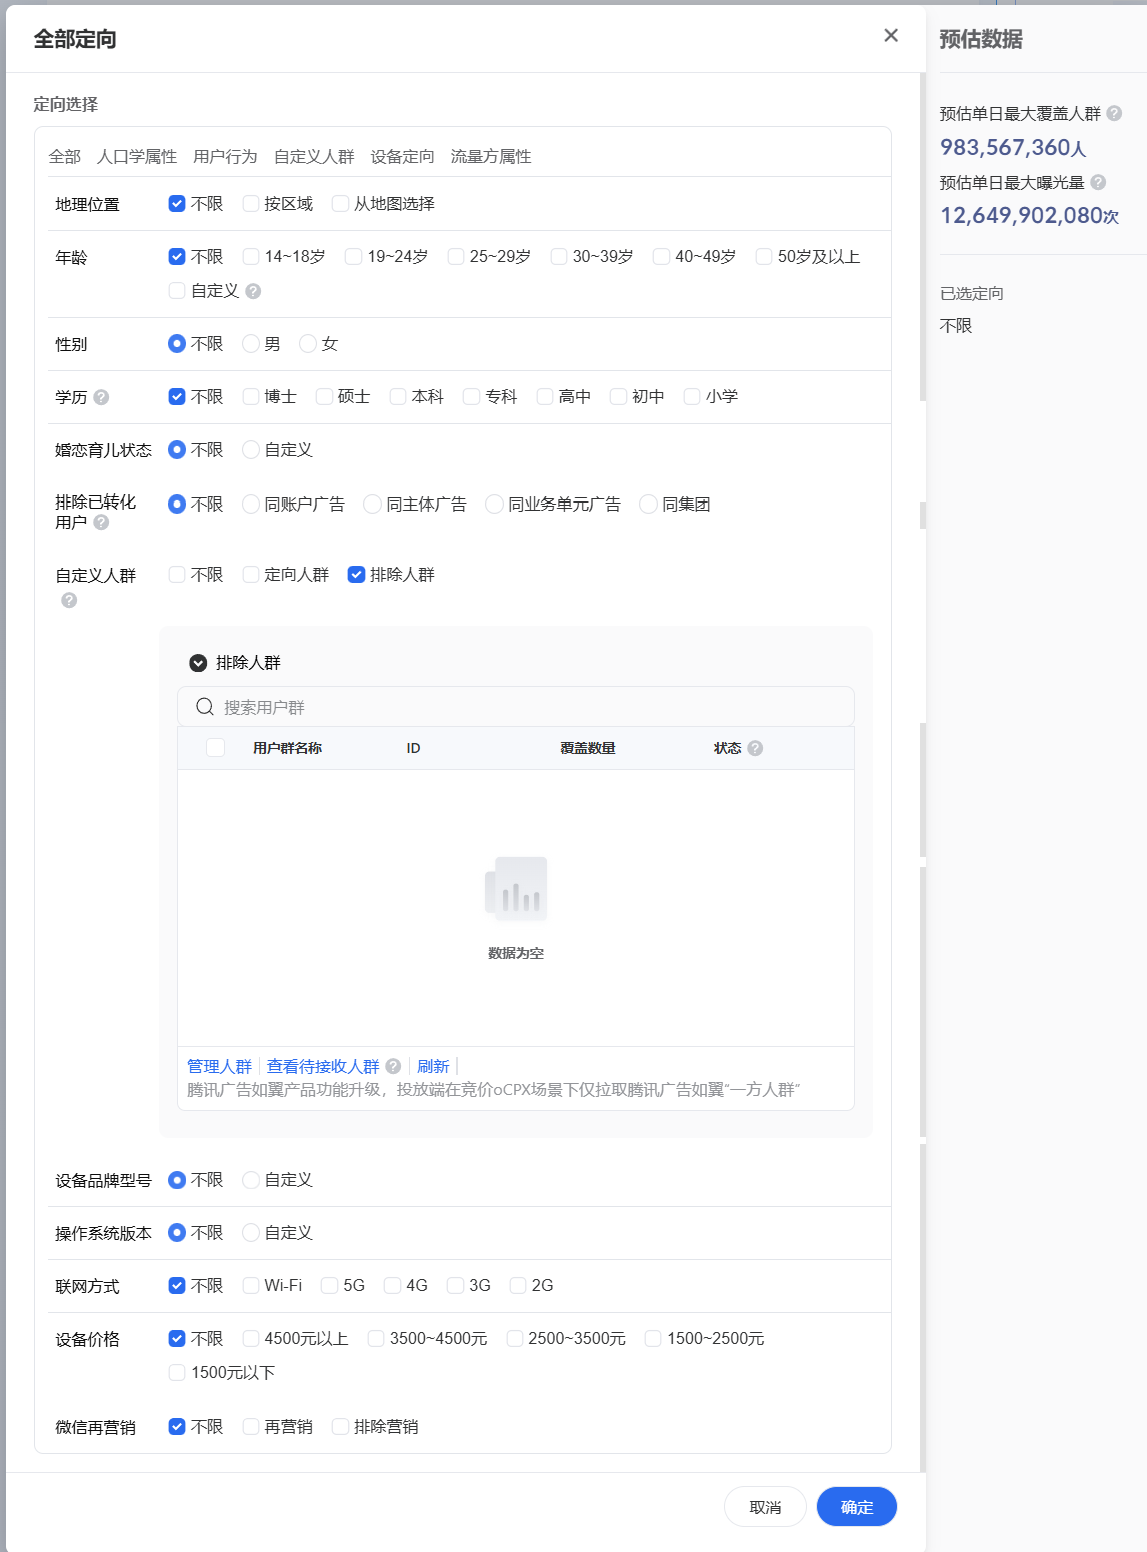 全部定向
定向选择
全部 人口学属性 用户行为 自定义人群 设备定向 流量方属性
地理位置 不限 按区域 从地图选择
年龄 不限 14~18岁 19~24岁 25~29岁 30~39岁 40~49岁 50岁及以上
自定义
性别 不限 男 女
学历 不限 博士 硕士 本科 专科 高中 初中 小学
婚恋育儿状态 不限 自定义
排除已转化
用户 不限 同账户广告 同主体广告 同业务单元广告 同集团
自定义人群 不限 定向人群 排除人群
排除人群
搜索用户群
用户群名称 ID 覆盖数量 状态
数据为空
管理人群 查看待接收人群 刷新
腾讯广告如翼产品功能升级，投放端在竞价oCPX场景下仅拉取腾讯广告如翼“一方人群”
设备品牌型号 不限 自定义
操作系统版本 不限 自定义
联网方式 不限 Wi-Fi 5G 4G 3G 2G
设备价格 不限 4500元以上 3500~4500元 2500~3500元 1500~2500元
1500元以下
微信再营销 不限 再营销 排除营销
取消 确定
预估数据
预估单日最大覆盖人群
983,567,360人
预估单日最大曝光量
12,649,902,080次
已选定向
不限